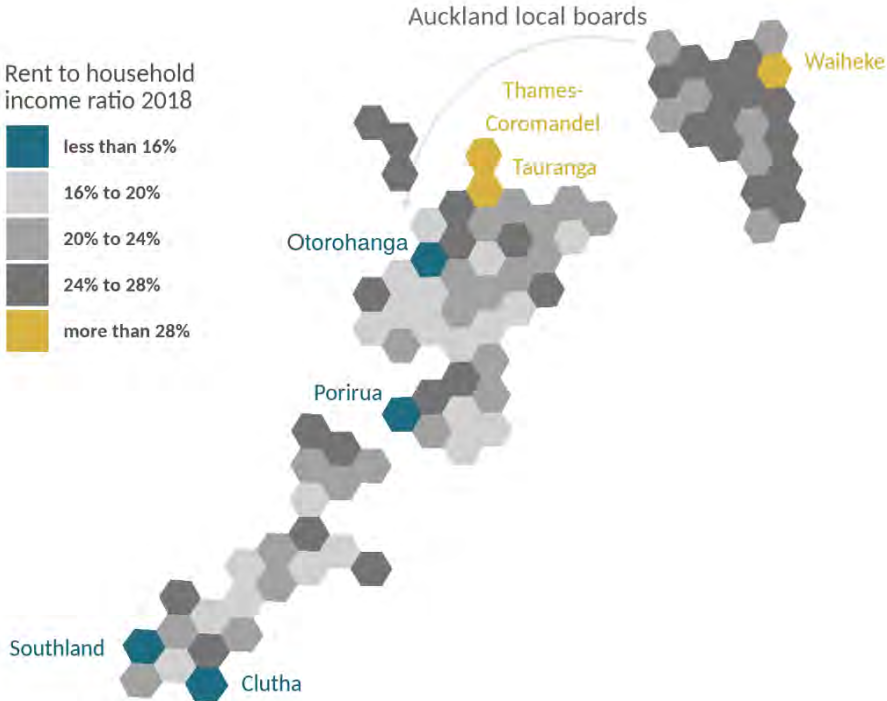 Auckland local boards
Rent to household
income ratio 2018
less than 16%
16% to 20%
20% to 24%
24% to 28%
more than 28%
Waiheke
Thames-
Coromandel
Tauranga
Otorohanga
Porirua
Southland
Clutha